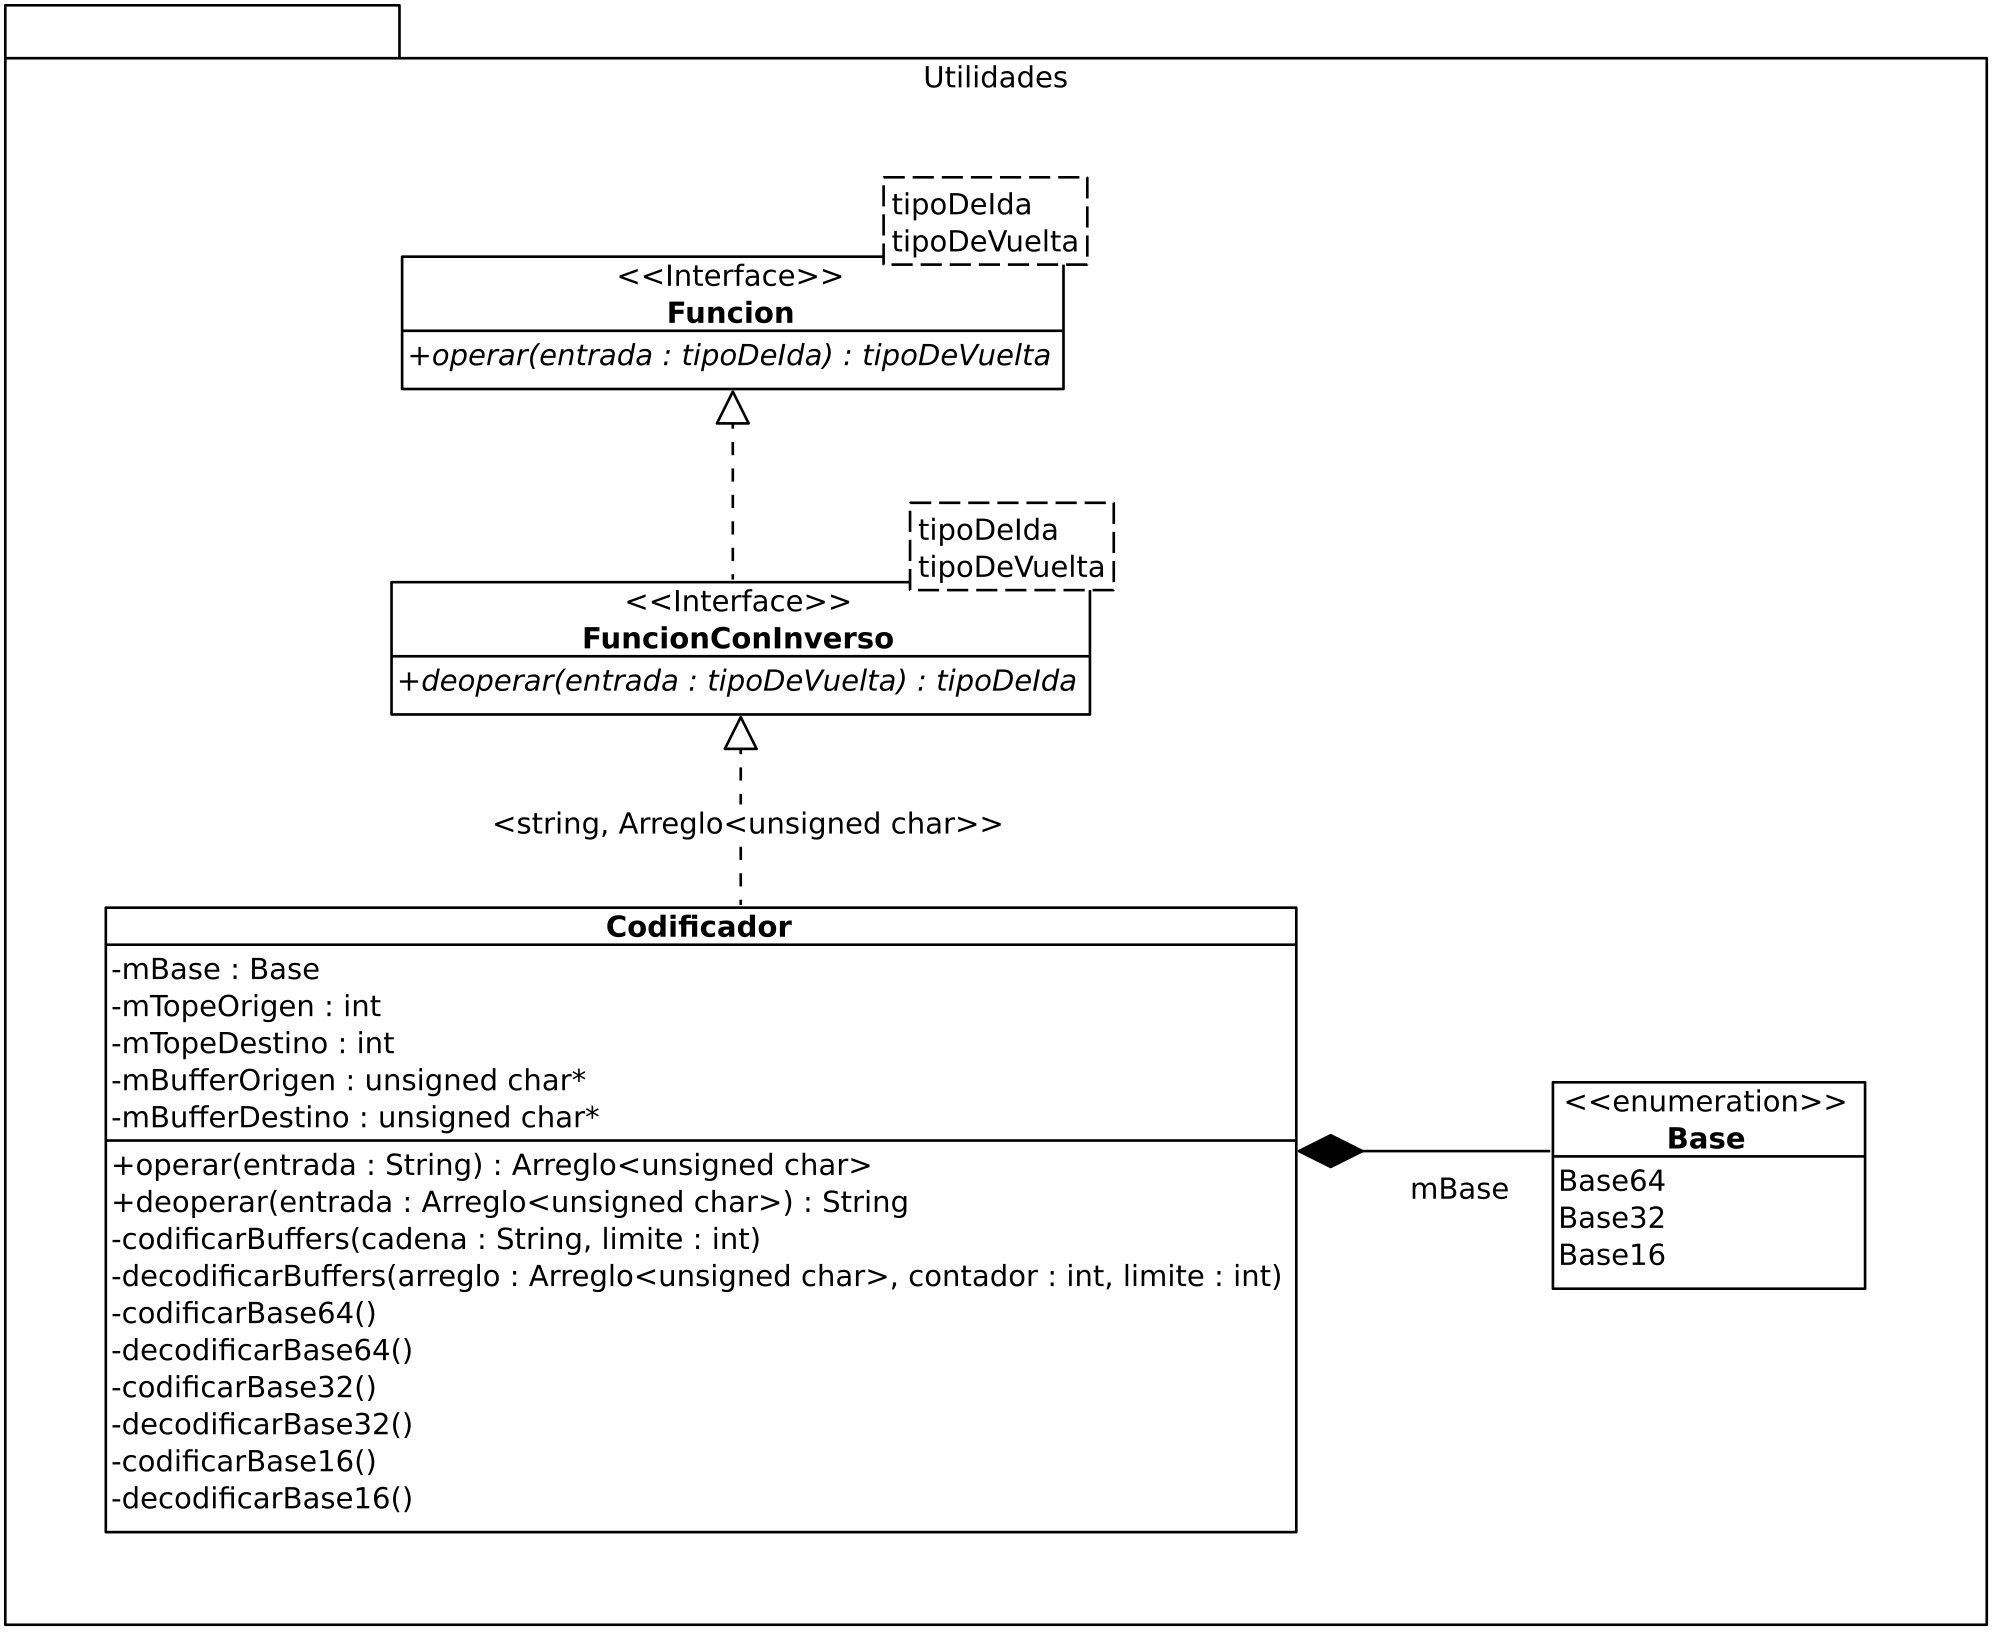 Utilidades
tipoDeIda
tipoDeVuelta
<<Interface>>
Funcion
+operar(entrada : tipoDeIda) : tipoDeVuelta
tipoDeIda
tipoDeVuelta
<<Interface>>
FuncionConInverso
+deoperar(entrada : tipoDeVuelta) : tipoDeIda
<string, Arreglo<unsigned char>>
Codificador
-mBase : Base
-mTopeOrigen : int
-mTopeDestino : int
-mBufferOrigen : unsigned char*
-mBufferDestino : unsigned char*
+operar(entrada : String) : Arreglo<unsigned char>
+deoperar(entrada : Arreglo<unsigned char>) : String
-codificarBuffers(cadena : String, limite : int)
-decodificarBuffers(arreglo : Arreglo<unsigned char>, contador : int, limite : int)
-codificarBase64()
-decodificarBase64()
-codificarBase32()
-decodificarBase32()
-codificarBase16()
-decodificarBase16()
mBase
<<enumeration>>
Base
Base64
Base32
Base16